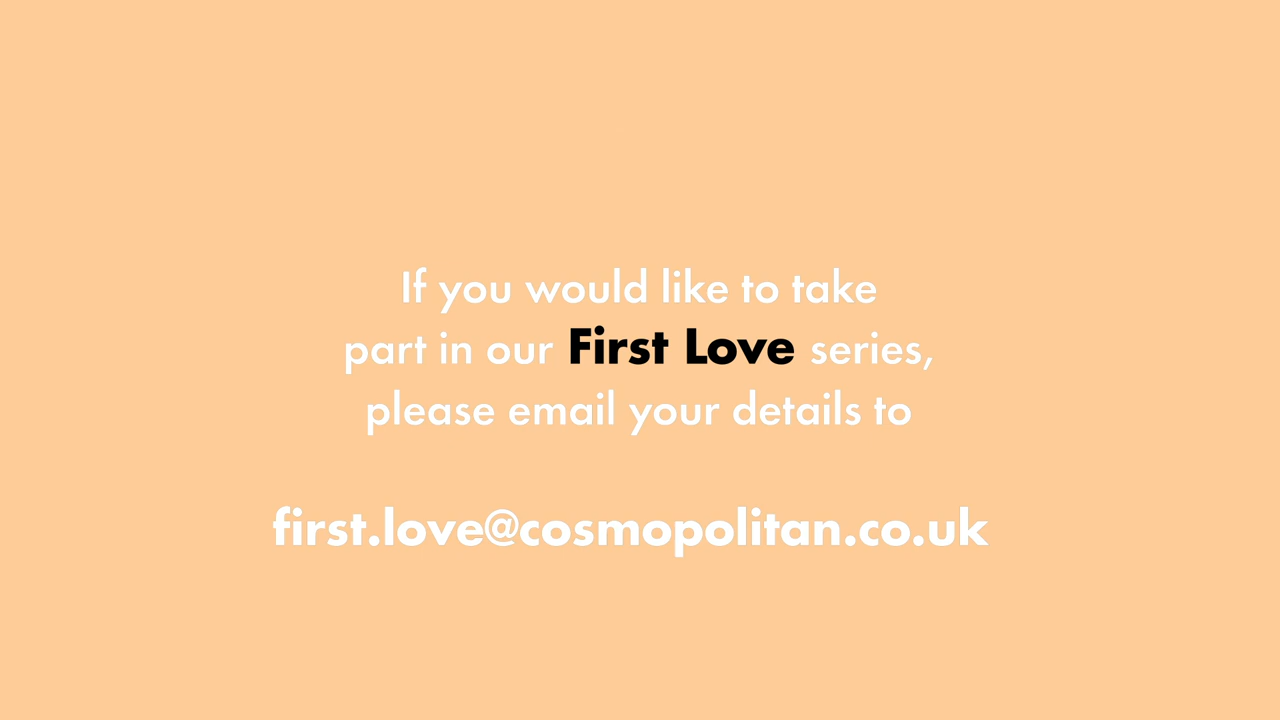 If you would like to take
part in our First Love series,
please email your details to
first.love@cosmopolitan.co.uk